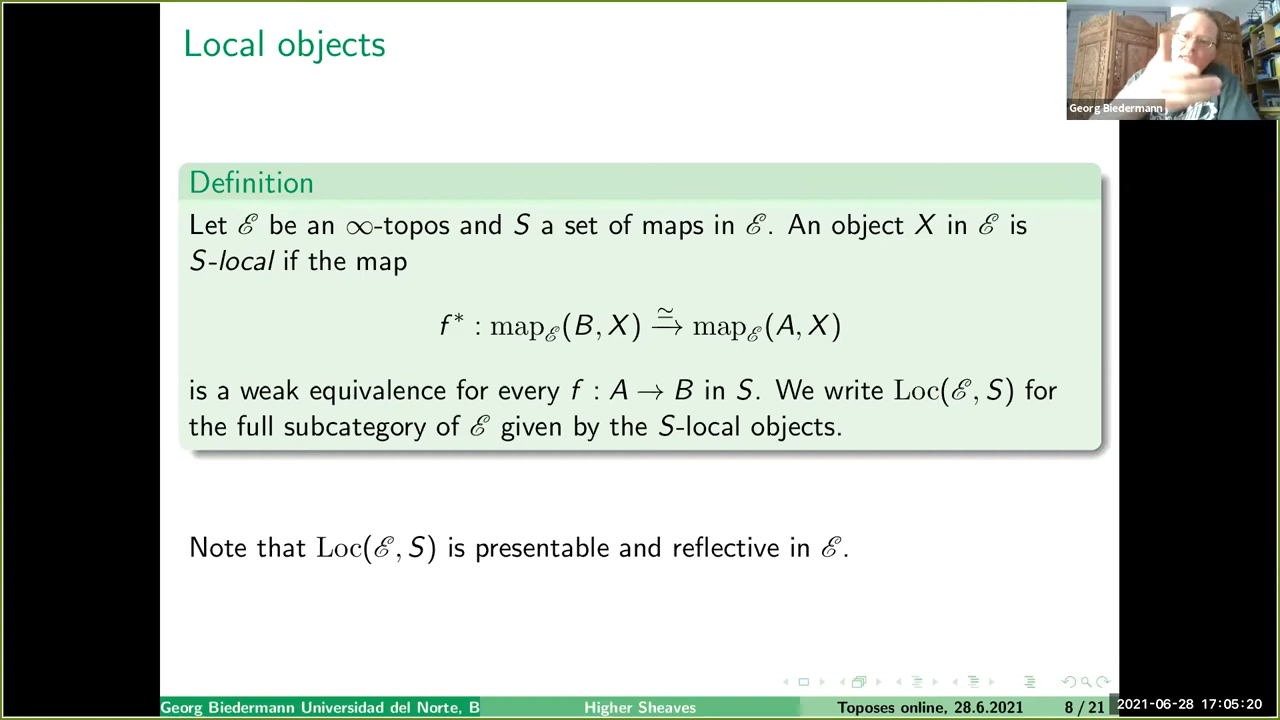 Local objects
Georg Biedermann
Definition
Let ℰ be an ∞-topos and S a set of maps in ℰ. An object X in ℰ is
S-local if the map
f* : map_ℰ(B, X) ≃→ map_ℰ(A, X)
is a weak equivalence for every f : A → B in S. We write Loc(ℰ, S) for
the full subcategory of ℰ given by the S-local objects.
Note that Loc(ℰ, S) is presentable and reflective in ℰ.
Georg Biedermann Universidad del Norte, B
Higher Sheaves
Toposes online, 28.6.2021
8 / 21
2021-06-28 17:05:20